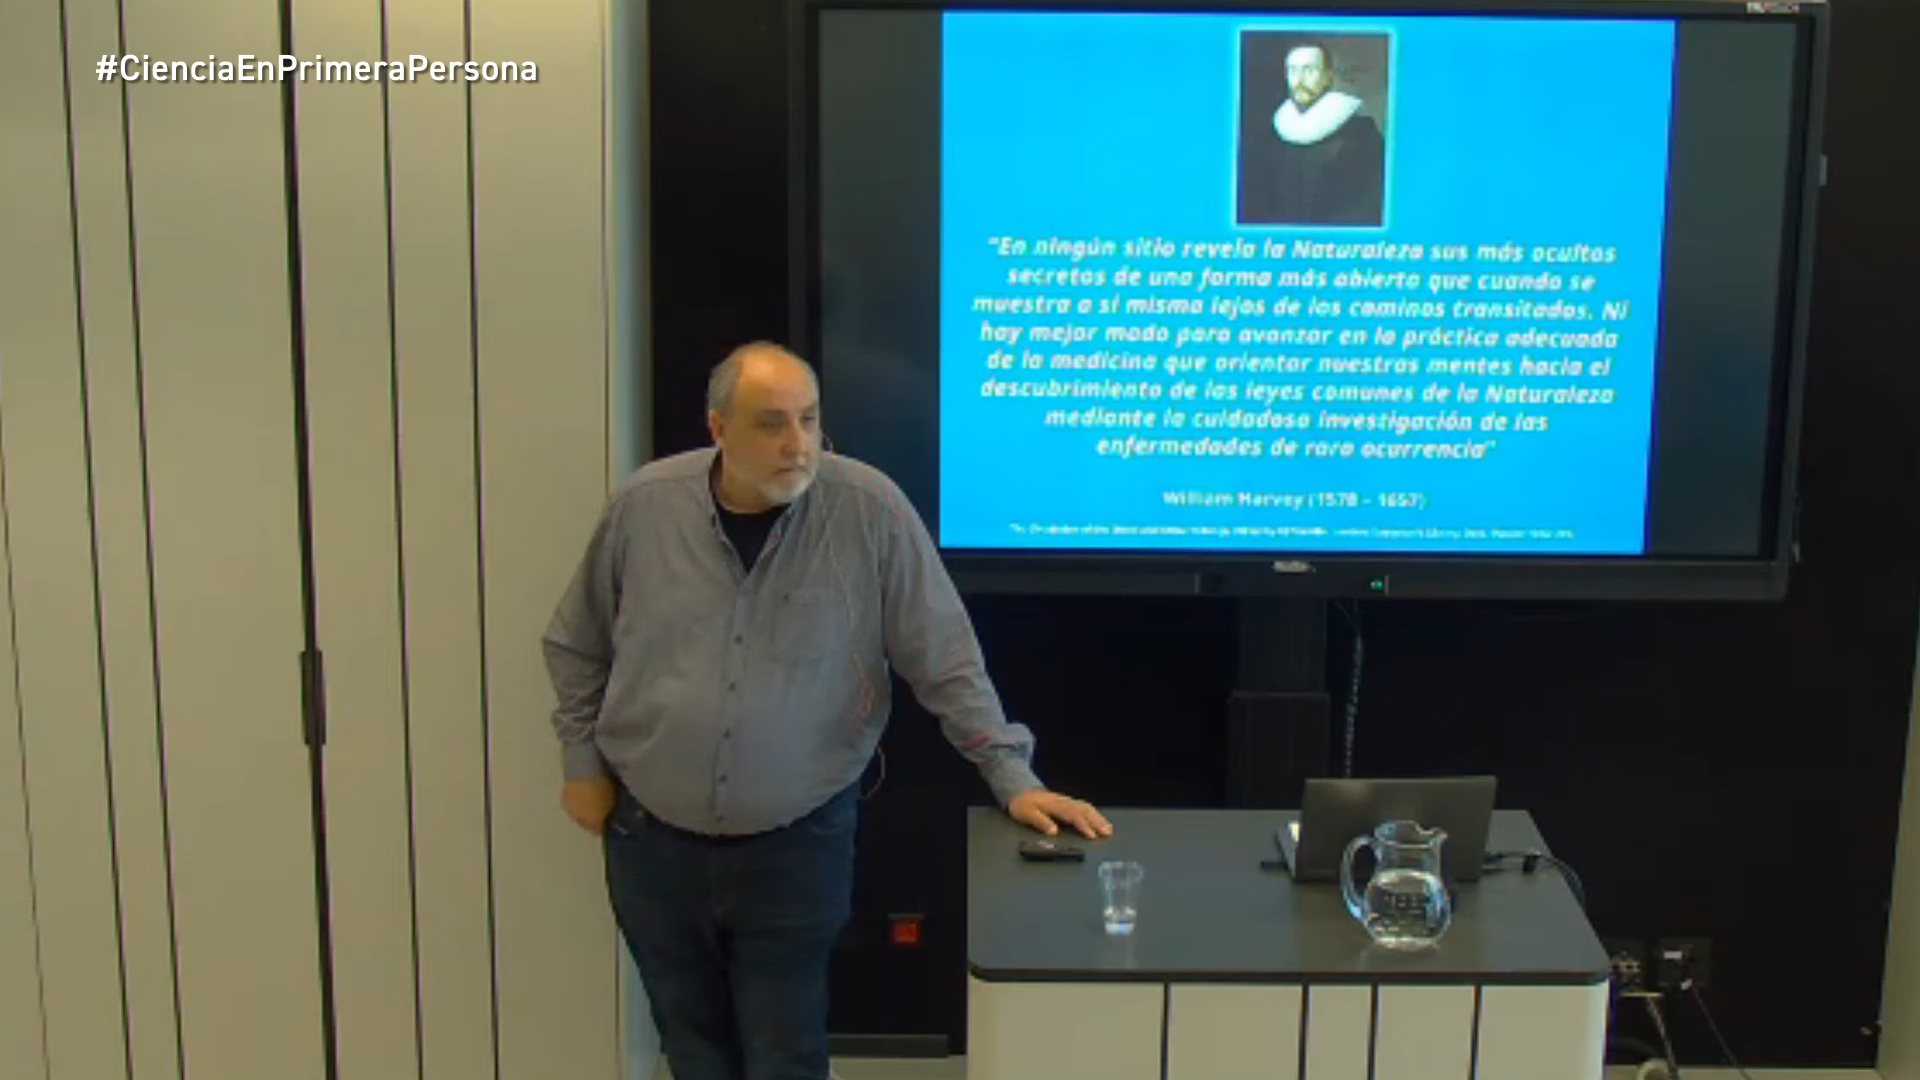 #CienciaEnPrimeraPersona
"En ningún sitio revela la Naturaleza sus más ocultos
secretos de una forma más abierta que cuando se
muestra a sí misma lejos de los caminos transitados. Ni
hay mejor modo para avanzar en la práctica adecuada
de la medicina que orientar nuestras mentes hacia el
descubrimiento de las leyes comunes de la Naturaleza
mediante la cuidadosa investigación de las
enfermedades de rara ocurrencia"
William Harvey (1578 – 1657)